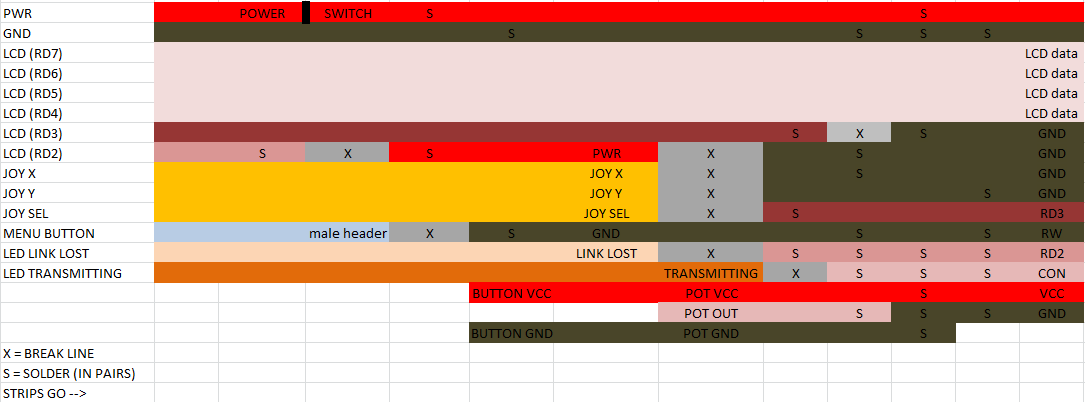 PWR POWER SWITCH S S
GND S S S S
LCD (RD7) LCD data
LCD (RD6) LCD data
LCD (RD5) LCD data
LCD (RD4) LCD data
LCD (RD3) S X S GND
LCD (RD2) S X S PWR X S GND
JOY X JOY X X S GND
JOY Y JOY Y X S GND
JOY SEL JOY SEL X S RD3
MENU BUTTON male header X S GND S S RW
LED LINK LOST LINK LOST X S S S S RD2
LED TRANSMITTING TRANSMITTING X S S S CON
BUTTON VCC POT VCC S VCC
POT OUT S S S GND
BUTTON GND POT GND S
X = BREAK LINE
S = SOLDER (IN PAIRS)
STRIPS GO -->